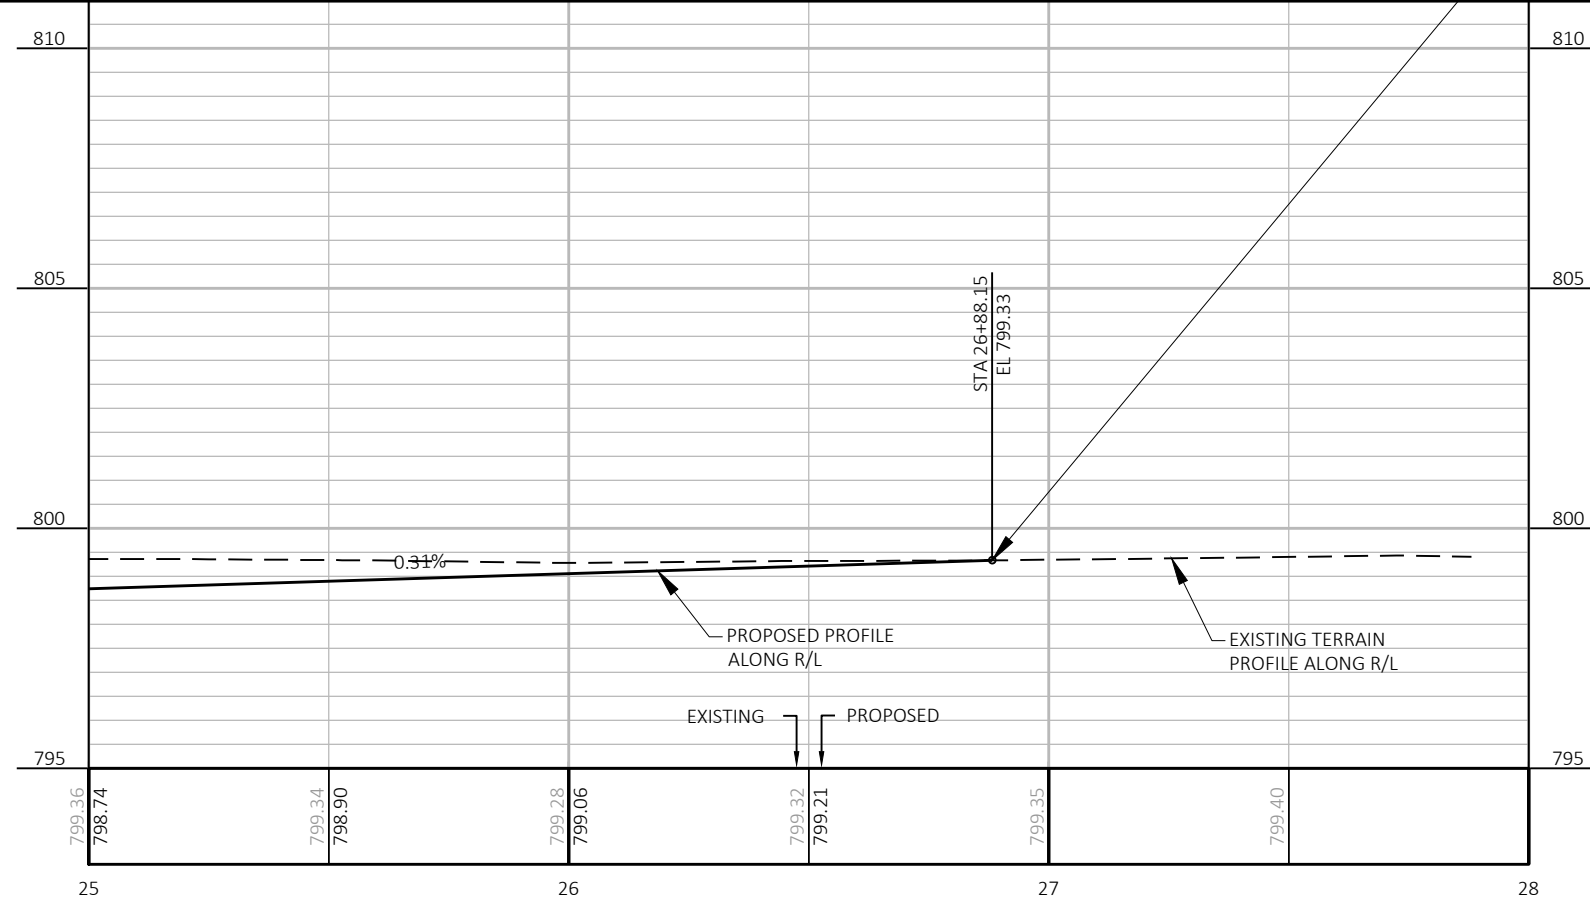 810
810
805
805
STA 26+88.15
EL 799.33
800
800
0.31%
PROPOSED PROFILE
ALONG R/L
EXISTING TERRAIN
PROFILE ALONG R/L
EXISTING
PROPOSED
795
795
799.36
798.74
799.34
798.90
799.28
799.06
799.32
799.21
799.35
799.40
25
26
27
28